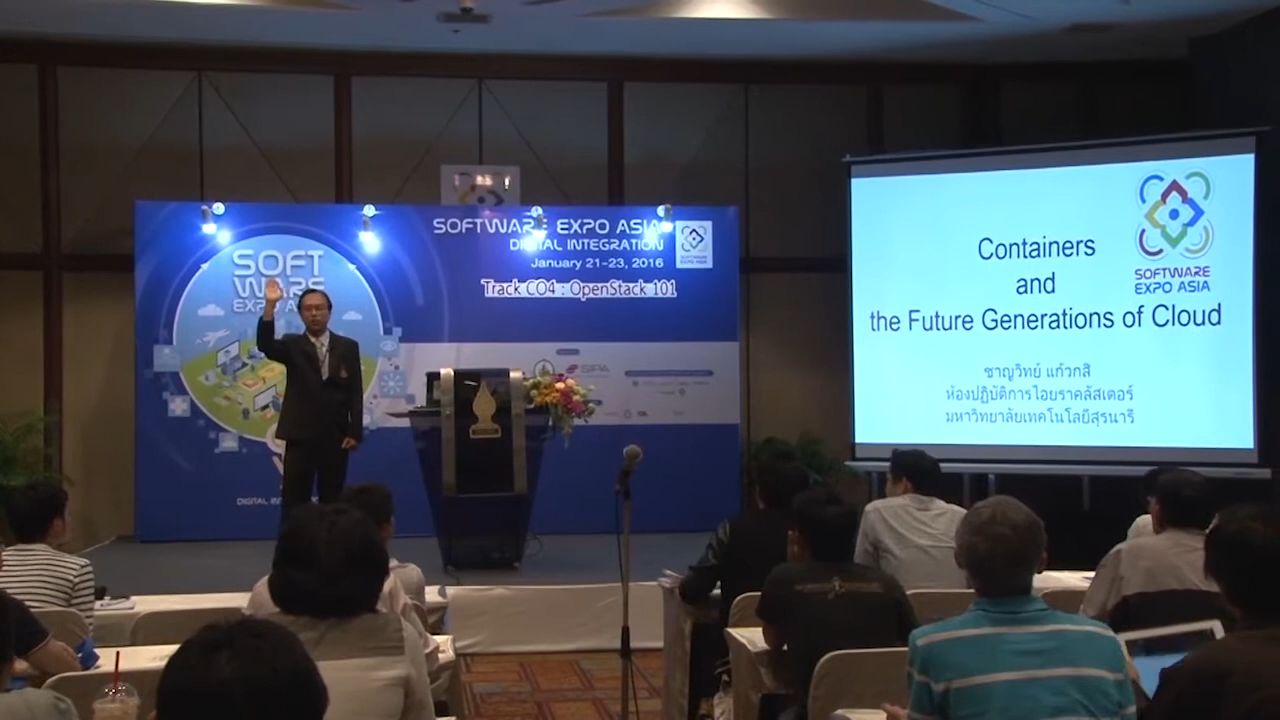 SOFTWARE EXPO ASIA
DIGITAL INTEGRATION
January 21-23, 2016
Track CO4 : OpenStack 101
SOFT
WARE
EXPO ASIA
SIPA
SOFTWARE
EXPO ASIA
Containers
and
the Future Generations of Cloud
SOFTWARE
EXPO ASIA
ชาญวิทย์ แก้วกสิ
ห้องปฏิบัติการไอยราคลัสเตอร์
มหาวิทยาลัยเทคโนโลยีสุรนารี